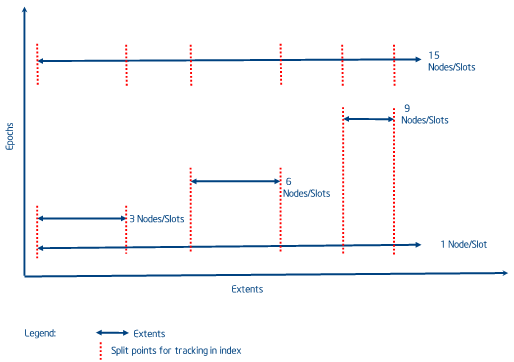 15
Nodes/Slots
9
Nodes/Slots
6
Nodes/Slots
3 Nodes/Slots
1 Node/Slot
Epochs
Extents
Legend:
Extents
Split points for tracking in index